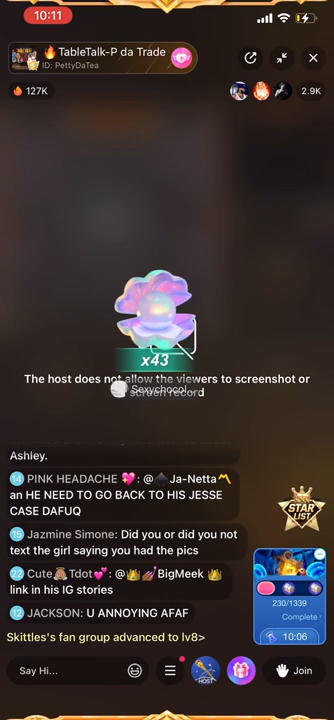 10:11
🔥TableTalk-P da Trade
ID: PettyDaTea
127K
2.9K
x43
The host does not allow the viewers to screenshot or
screen record
Sexychocol
Ashley.
14 PINK HEADACHE 💖: @♠️Ja-Netta〽️
an HE NEED TO GO BACK TO HIS JESSE
CASE DAFUQ
15 Jazmine Simone: Did you or did you not
text the girl saying you had the pics
22 Cute🧸Tdot💕: @👑💅🏾BigMeek 👑
link in his IG stories
12 JACKSON: U ANNOYING AFAF
Skittles's fan group advanced to lv8>
STAR
LIST
230/1339
Complete
10:06
Say Hi...
HOST
Join